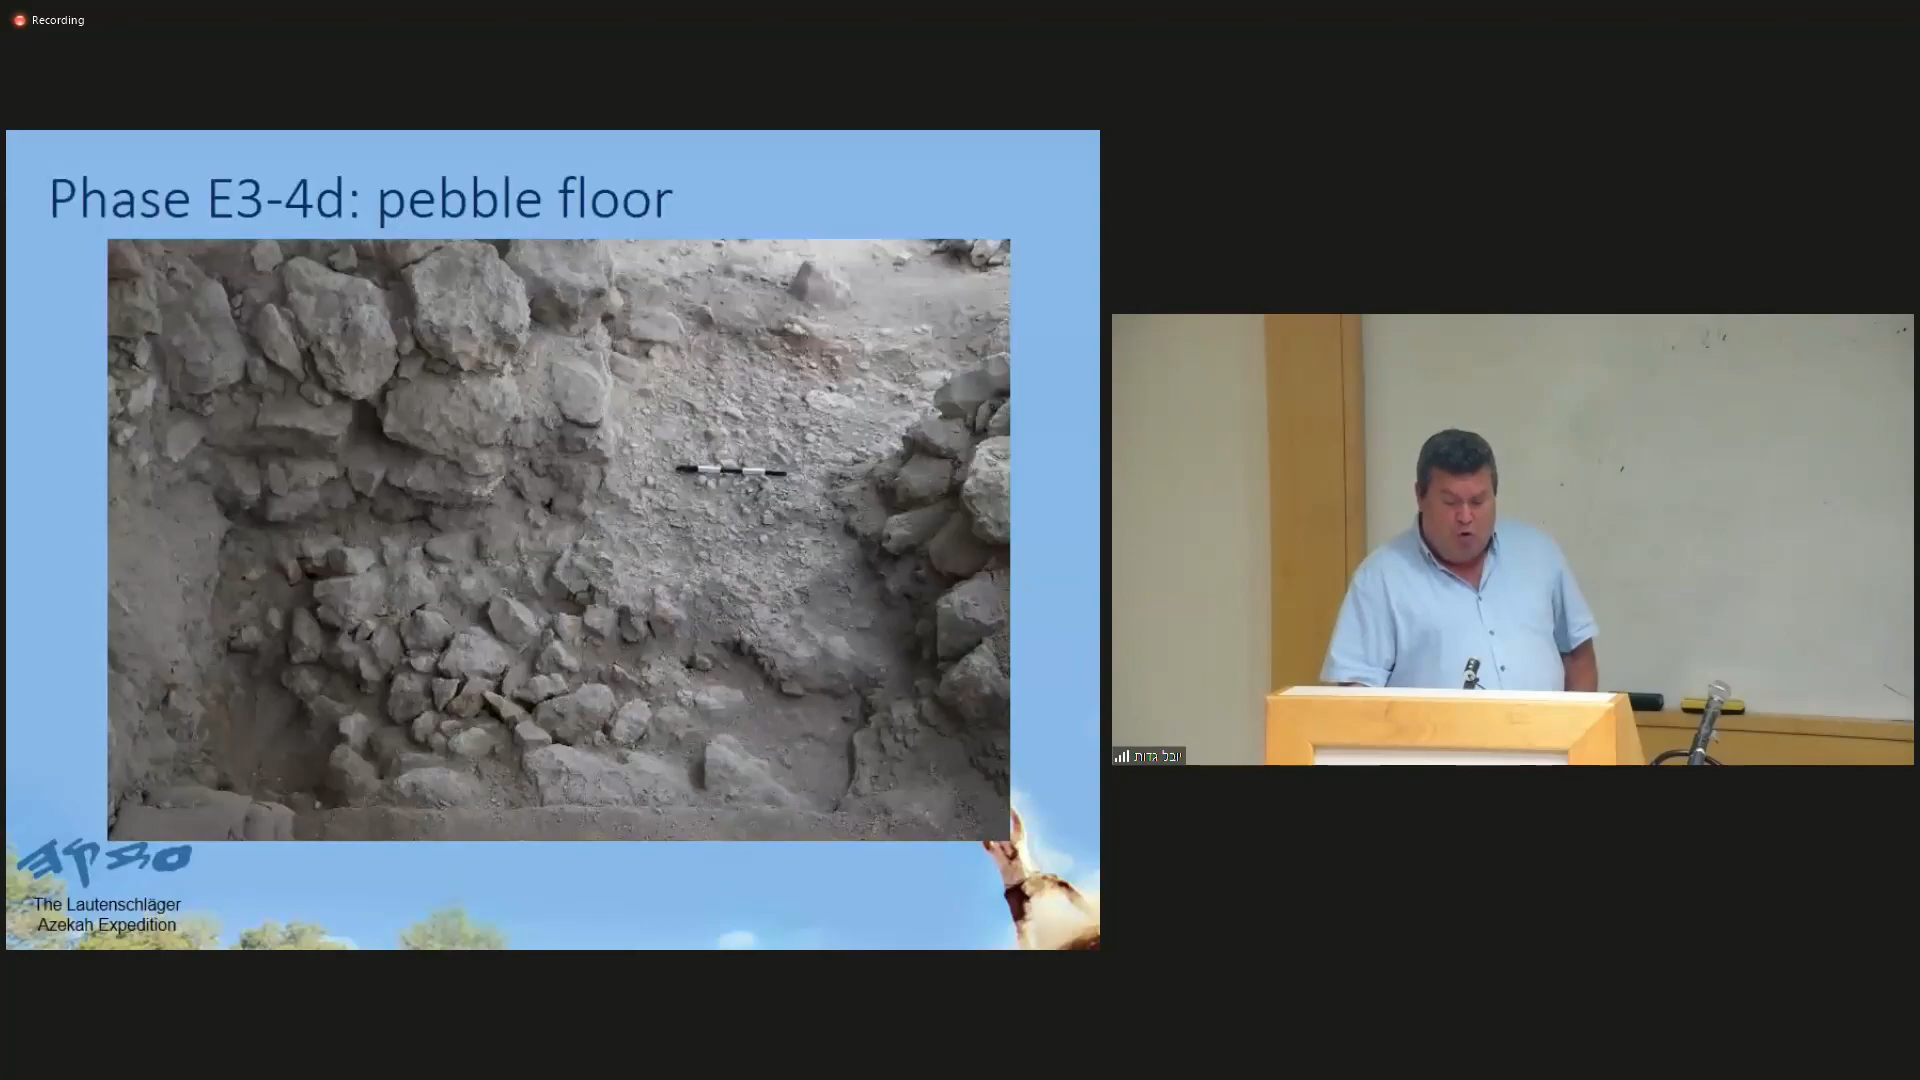 Recording
Phase E3-4d: pebble floor
The Lautenschläger
Azekah Expedition
יובל גדות